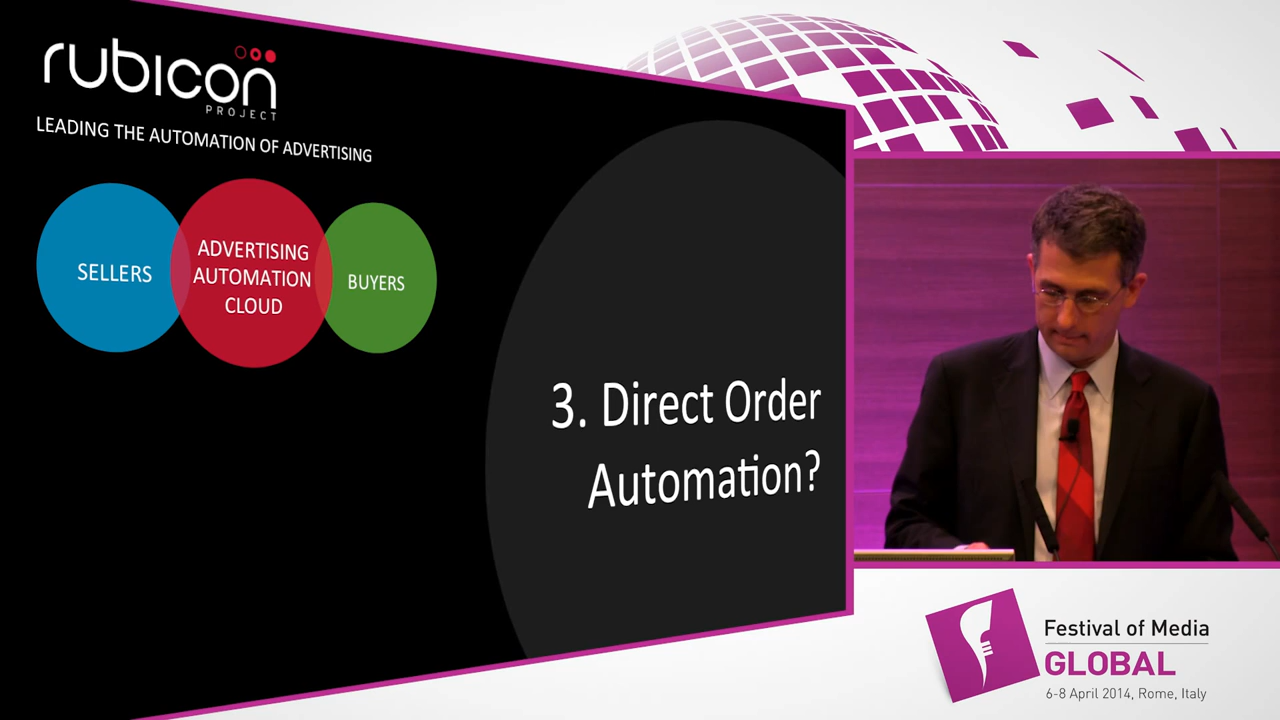 rubicon
PROJECT
LEADING THE AUTOMATION OF ADVERTISING
SELLERS
ADVERTISING
AUTOMATION
CLOUD
BUYERS
3. Direct Order
Automation?
Festival of Media
GLOBAL
6-8 April 2014, Rome, Italy